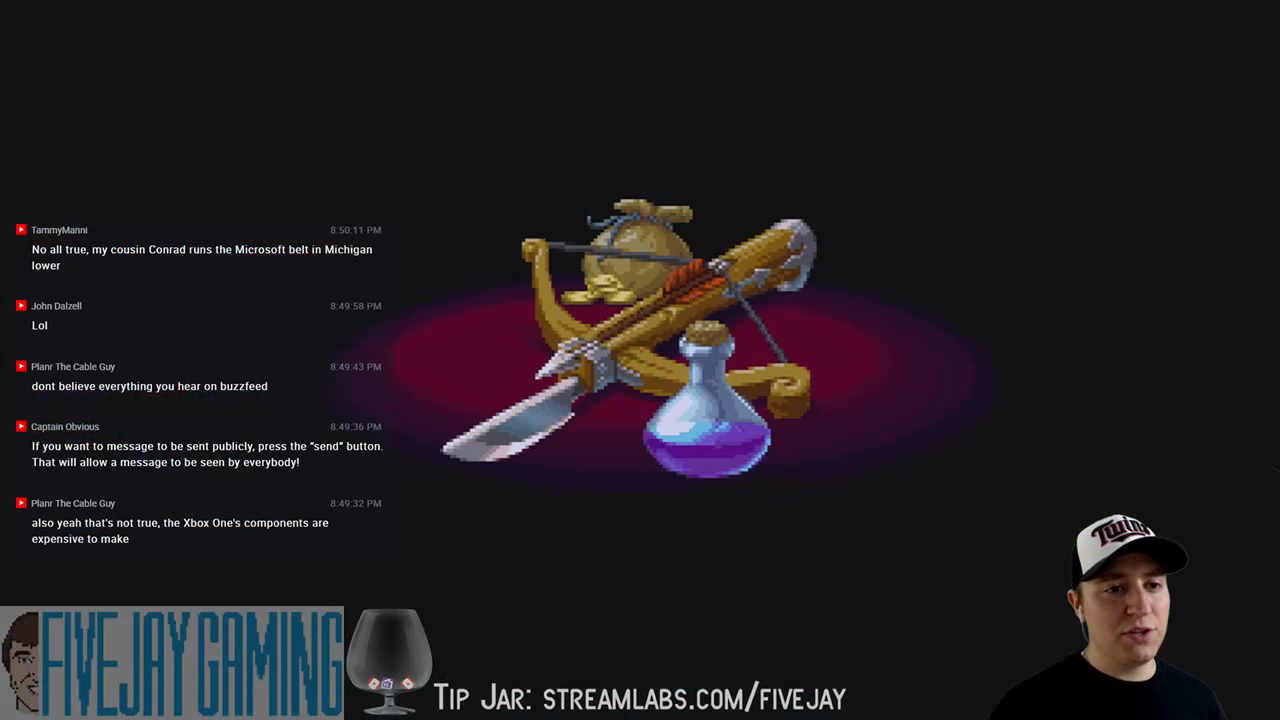 TammyManni 8:50:11 PM
No all true, my cousin Conrad runs the Microsoft belt in Michigan
lower
John Dalzell 8:49:58 PM
Lol
Planr The Cable Guy 8:49:43 PM
dont believe everything you hear on buzzfeed
Captain Obvious 8:49:36 PM
If you want to message to be sent publicly, press the "send" button.
That will allow a message to be seen by everybody!
Planr The Cable Guy 8:49:32 PM
also yeah that's not true, the Xbox One's components are
expensive to make
Twins
FIVEJAY GAMING
Tip Jar: streamlabs.com/fivejay